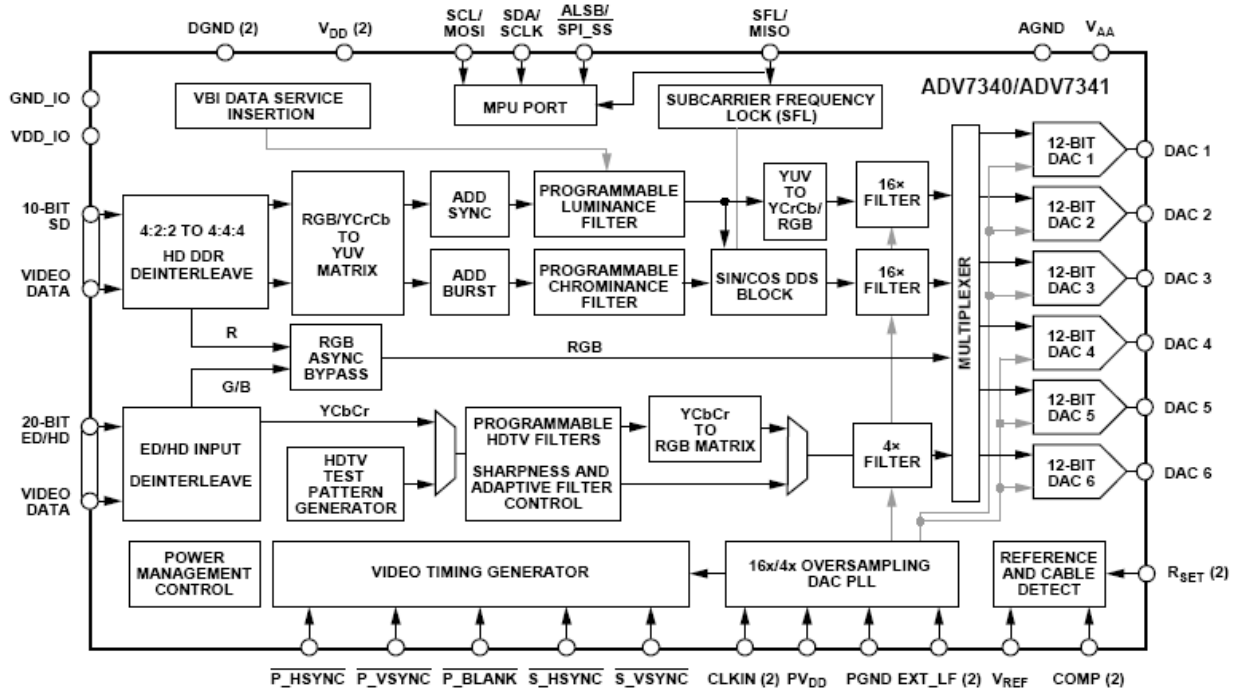 DGND (2)
VDD (2)
SCL/
MOSI
SDA/
SCLK
ALSB/
SPI_SS
SFL/
MISO
AGND
VAA
ADV7340/ADV7341
GND_IO
VDD_IO
VBI DATA SERVICE
INSERTION
MPU PORT
SUBCARRIER FREQUENCY
LOCK (SFL)
10-BIT
SD
VIDEO
DATA
4:2:2 TO 4:4:4
HD DDR
DEINTERLEAVE
RGB/YCrCb
TO
YUV
MATRIX
ADD
SYNC
PROGRAMMABLE
LUMINANCE
FILTER
YUV
TO
YCrCb/
RGB
16×
FILTER
ADD
BURST
PROGRAMMABLE
CHROMINANCE
FILTER
SIN/COS DDS
BLOCK
16×
FILTER
MULTIPLEXER
12-BIT
DAC 1
DAC 1
12-BIT
DAC 2
DAC 2
12-BIT
DAC 3
DAC 3
12-BIT
DAC 4
DAC 4
12-BIT
DAC 5
DAC 5
12-BIT
DAC 6
DAC 6
R
G/B
RGB
ASYNC
BYPASS
RGB
20-BIT
ED/HD
VIDEO
DATA
ED/HD INPUT
DEINTERLEAVE
YCbCr
HDTV
TEST
PATTERN
GENERATOR
PROGRAMMABLE
HDTV FILTERS
SHARPNESS AND
ADAPTIVE FILTER
CONTROL
YCbCr
TO
RGB MATRIX
4×
FILTER
POWER
MANAGEMENT
CONTROL
VIDEO TIMING GENERATOR
16x/4x OVERSAMPLING
DAC PLL
REFERENCE
AND CABLE
DETECT
RSET (2)
P_HSYNC
P_VSYNC
P_BLANK
S_HSYNC
S_VSYNC
CLKIN (2)
PVDD
PGND
EXT_LF (2)
VREF
COMP (2)